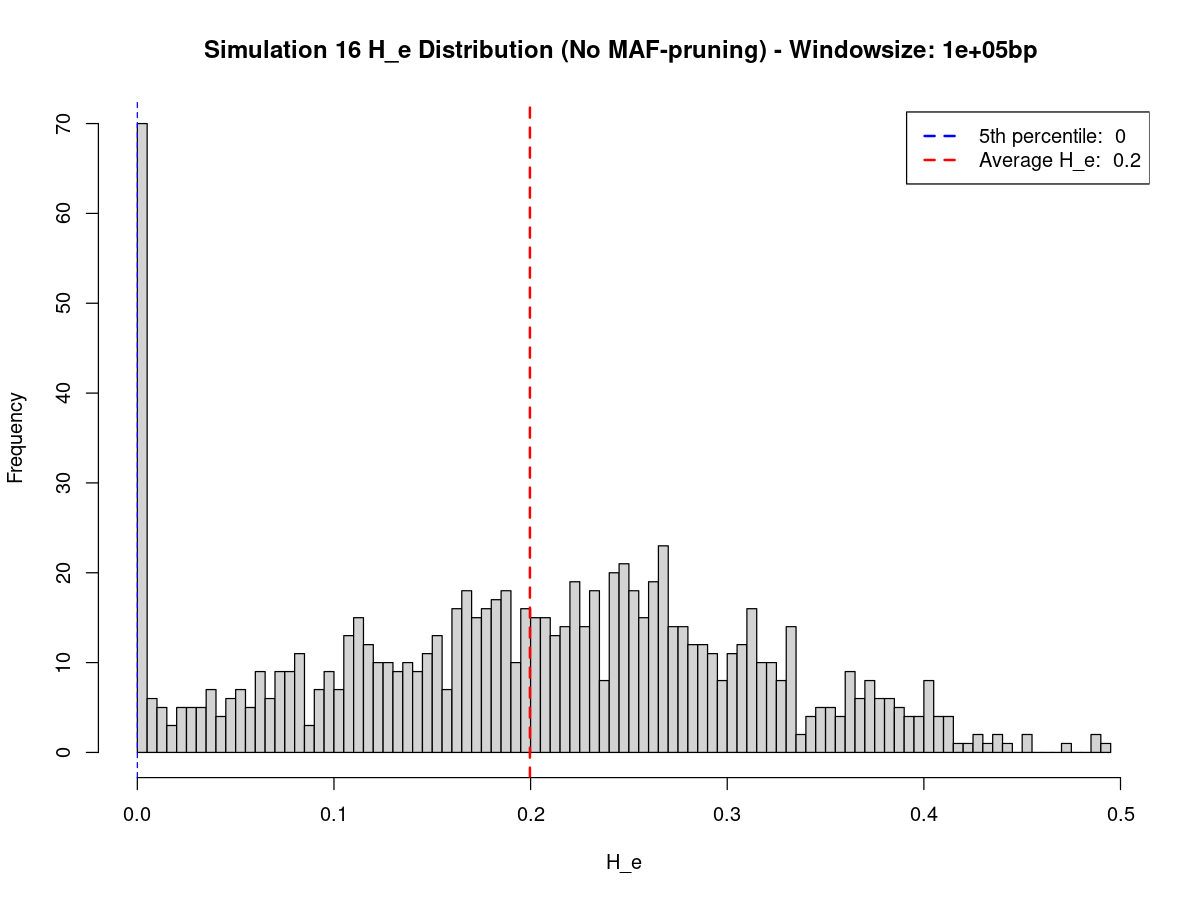 Simulation 16 H_e Distribution (No MAF-pruning) - Windowsize: 1e+05bp
5th percentile:  0
Average H_e:  0.2
Frequency
70
60
50
40
30
20
10
0
0.0
0.1
0.2
0.3
0.4
0.5
H_e